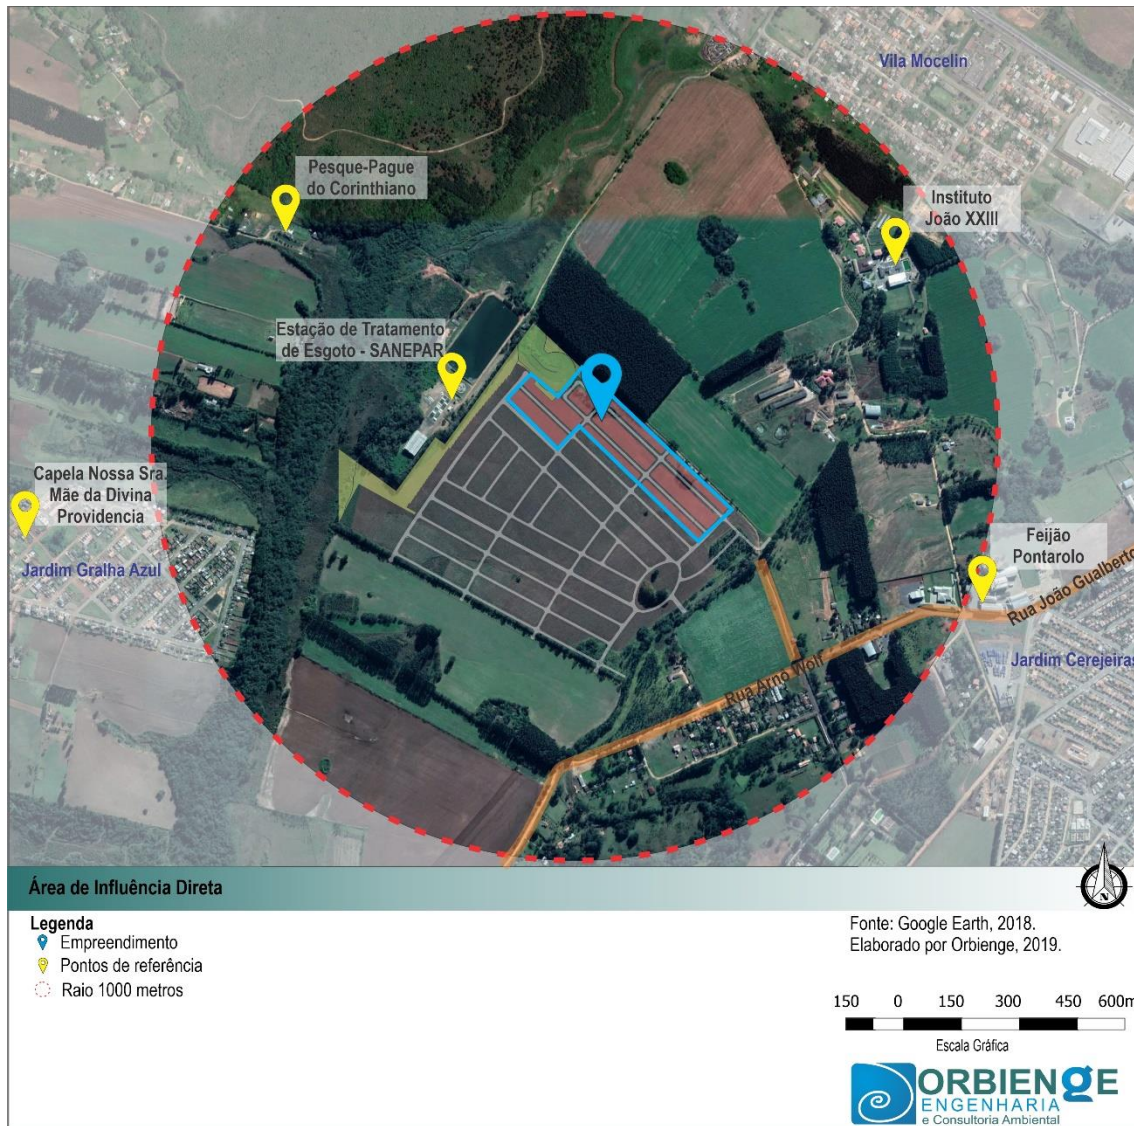 Vila Mocelin
Pesque-Pague
do Corinthiano
Instituto
João XXIII
Estação de Tratamento
de Esgoto - SANEPAR
Capela Nossa Sra.
Mãe da Divina
Providencia
Jardim Gralha Azul
Feijão
Pontarolo
Rua João Gualberto
Jardim Cerejeiras
Rua Arno Wolf
Área de Influência Direta
N
Legenda
Empreendimento
Pontos de referência
Raio 1000 metros
Fonte: Google Earth, 2018.
Elaborado por Orbienge, 2019.
150 0 150 300 450 600m
Escala Gráfica
ORBIENGE
ENGENHARIA
e Consultoria Ambiental